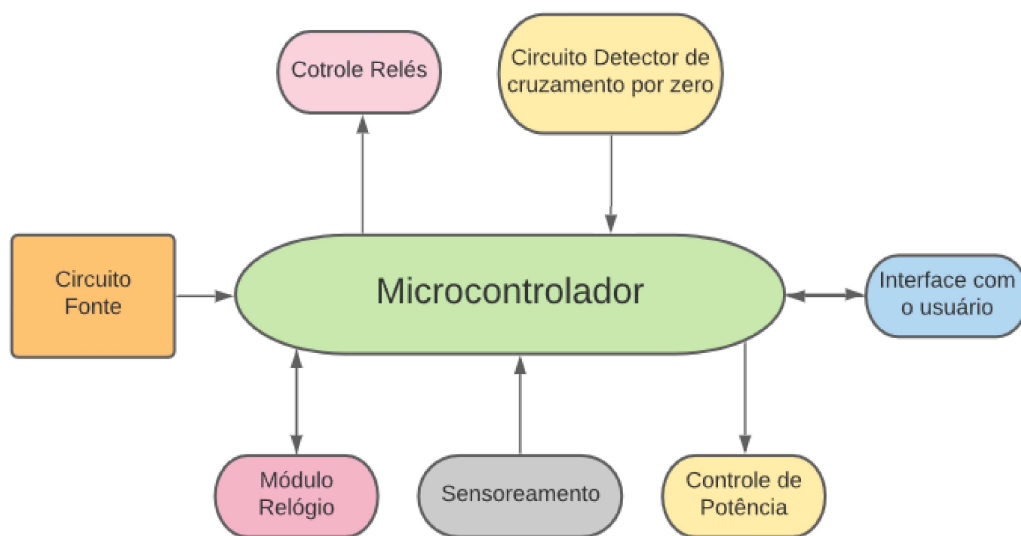 Cotrole Relés
Circuito Detector de
cruzamento por zero
Circuito
Fonte
Microcontrolador
Interface com
o usuário
Módulo
Relógio
Sensoreamento
Controle de
Potência